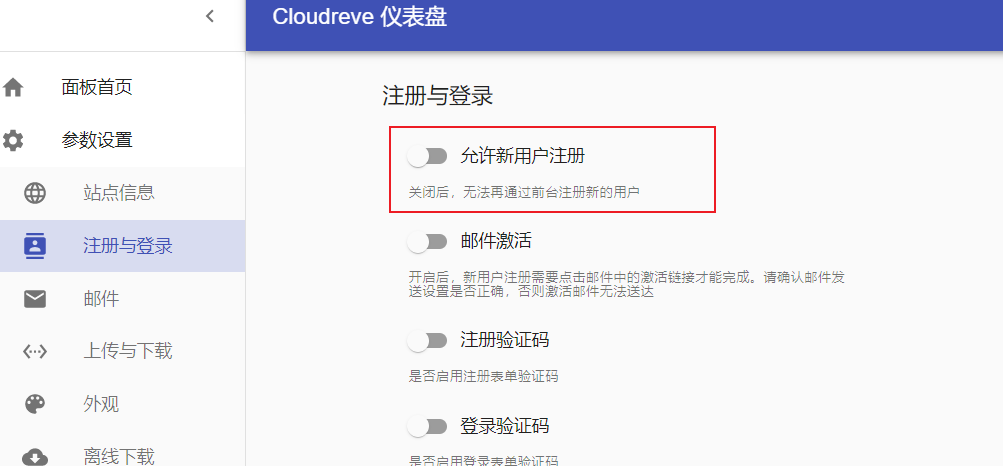 Cloudreve 仪表盘
面板首页
参数设置
站点信息
注册与登录
邮件
上传与下载
外观
离线下载
注册与登录
允许新用户注册
关闭后，无法再通过前台注册新的用户
邮件激活
开启后，新用户注册需要点击邮件中的激活链接才能完成。请确认邮件发
送设置是否正确，否则激活邮件无法送达
注册验证码
是否启用注册表单验证码
登录验证码
是否启用登录表单验证码